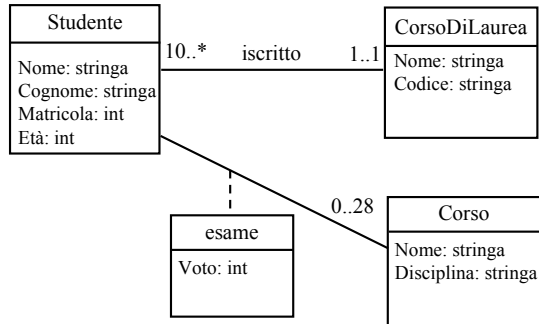 Studente
Nome: stringa
Cognome: stringa
Matricola: int
Età: int
10..*
iscritto
1..1
CorsoDiLaurea
Nome: stringa
Codice: stringa
0..28
esame
Voto: int
Corso
Nome: stringa
Disciplina: stringa